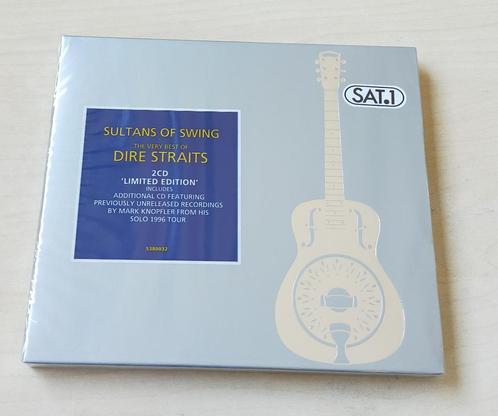 SULTANS OF SWING
THE VERY BEST OF
DIRE STRAITS
2CD
'LIMITED EDITION'
INCLUDES
ADDITIONAL CD FEATURING
PREVIOUSLY UNRELEASED RECORDINGS
BY MARK KNOPFLER FROM HIS
SOLO 1996 TOUR
5380032
SAT.1